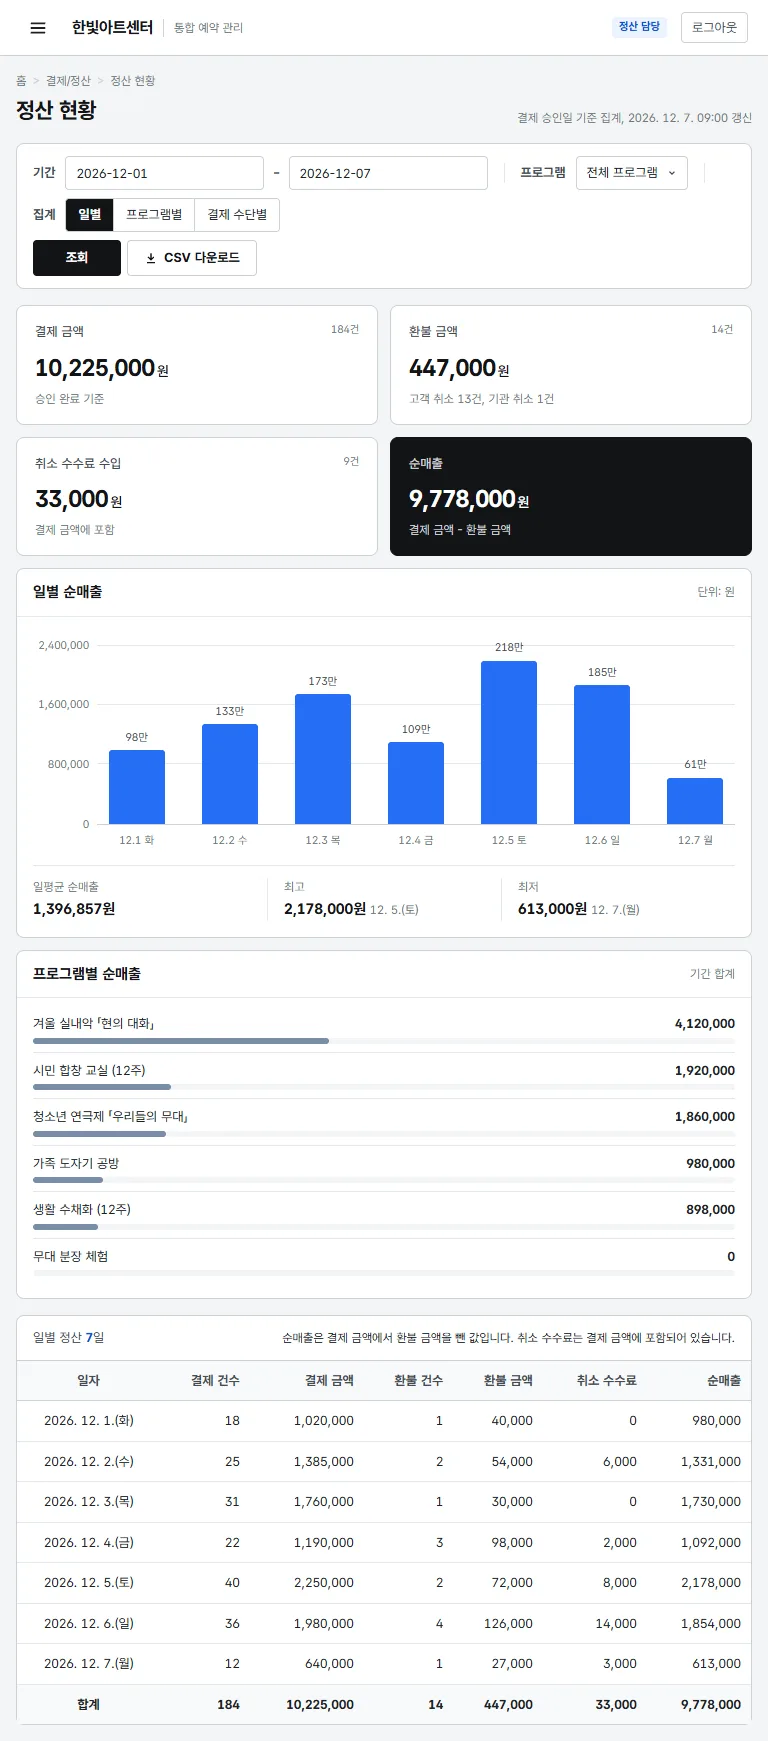 한빛아트센터 통합 예약 관리 정산 담당 로그아웃
홈 > 결제/정산 > 정산 현황
정산 현황
결제 승인일 기준 집계, 2026. 12. 7. 09:00 갱신
기간 2026-12-01 - 2026-12-07 프로그램 전체 프로그램
집계 일별 프로그램별 결제 수단별
조회 CSV 다운로드
결제 금액 184건
10,225,000원
승인 완료 기준
환불 금액 14건
447,000원
고객 취소 13건, 기관 취소 1건
취소 수수료 수입 9건
33,000원
결제 금액에 포함
순매출
9,778,000원
결제 금액 - 환불 금액
일별 순매출 단위: 원
2,400,000
1,600,000
800,000
0
98만
133만
173만
109만
218만
185만
61만
12.1 화
12.2 수
12.3 목
12.4 금
12.5 토
12.6 일
12.7 월
일평균 순매출
1,396,857원
최고
2,178,000원 12. 5.(토)
최저
613,000원 12. 7.(월)
프로그램별 순매출 기간 합계
겨울 실내악 「현의 대화」 4,120,000
시민 합창 교실 (12주) 1,920,000
청소년 연극제 「우리들의 무대」 1,860,000
가족 도자기 공방 980,000
생활 수채화 (12주) 898,000
무대 분장 체험 0
일별 정산 7일 순매출은 결제 금액에서 환불 금액을 뺀 값입니다. 취소 수수료는 결제 금액에 포함되어 있습니다.
일자 결제 건수 결제 금액 환불 건수 환불 금액 취소 수수료 순매출
2026. 12. 1.(화) 18 1,020,000 1 40,000 0 980,000
2026. 12. 2.(수) 25 1,385,000 2 54,000 6,000 1,331,000
2026. 12. 3.(목) 31 1,760,000 1 30,000 0 1,730,000
2026. 12. 4.(금) 22 1,190,000 3 98,000 2,000 1,092,000
2026. 12. 5.(토) 40 2,250,000 2 72,000 8,000 2,178,000
2026. 12. 6.(일) 36 1,980,000 4 126,000 14,000 1,854,000
2026. 12. 7.(월) 12 640,000 1 27,000 3,000 613,000
합계 184 10,225,000 14 447,000 33,000 9,778,000